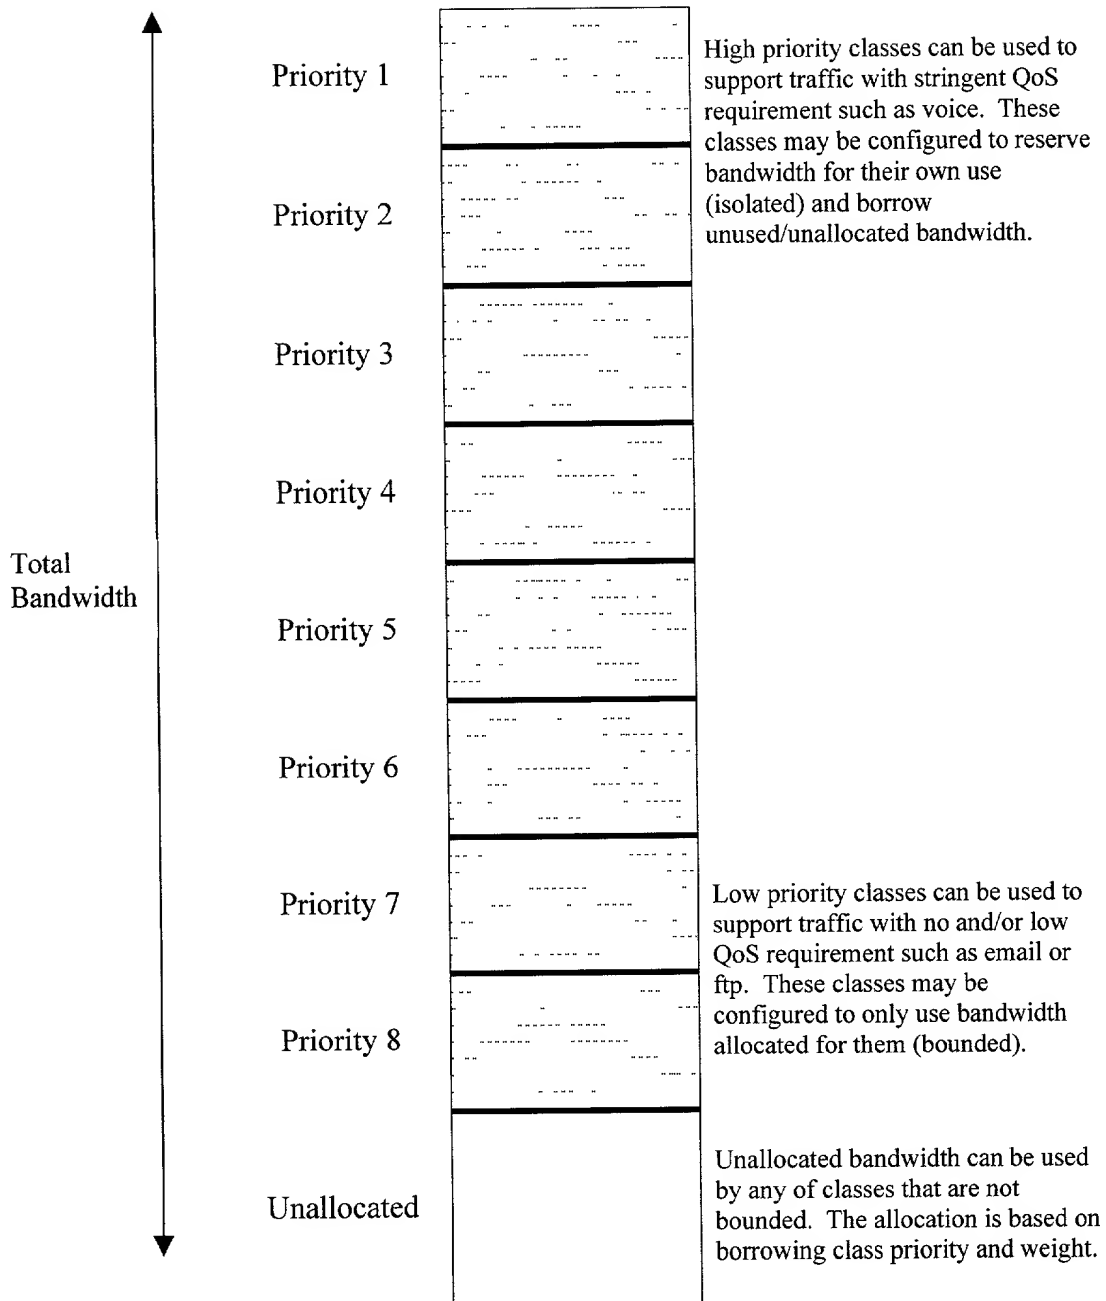 Priority 1
High priority classes can be used to
support traffic with stringent QoS
requirement such as voice.  These
classes may be configured to reserve
bandwidth for their own use
(isolated) and borrow
unused/unallocated bandwidth.
Priority 2
Priority 3
Priority 4
Total
Bandwidth
Priority 5
Priority 6
Priority 7
Low priority classes can be used to
support traffic with no and/or low
QoS requirement such as email or
ftp.  These classes may be
configured to only use bandwidth
allocated for them (bounded).
Priority 8
Unallocated
Unallocated bandwidth can be used
by any of classes that are not
bounded.  The allocation is based on
borrowing class priority and weight.